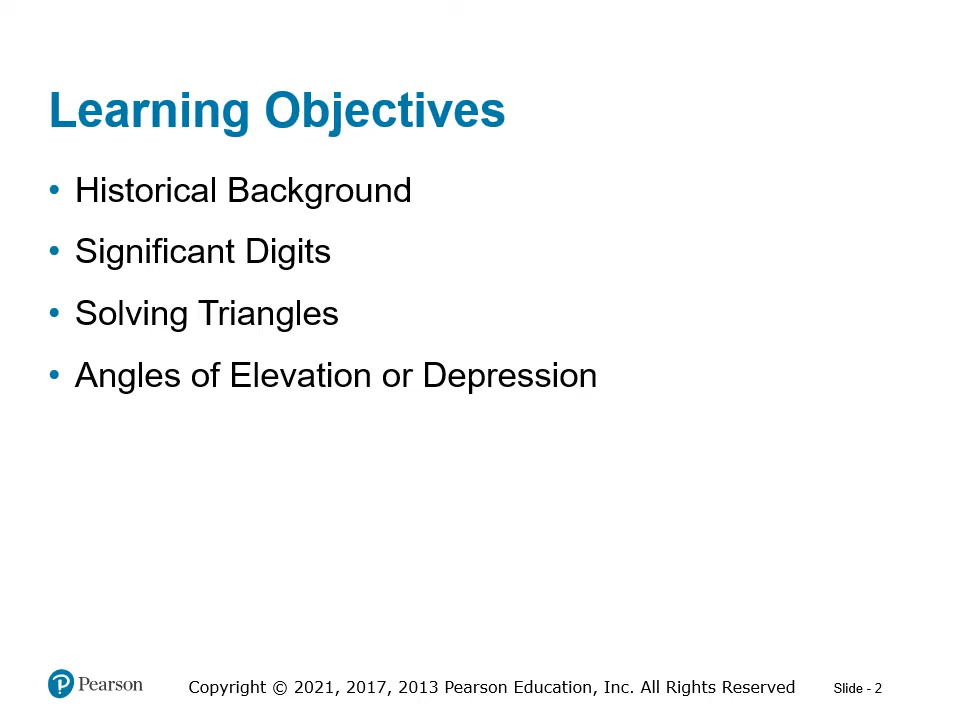 Learning Objectives
• Historical Background
• Significant Digits
• Solving Triangles
• Angles of Elevation or Depression
Pearson
Copyright © 2021, 2017, 2013 Pearson Education, Inc. All Rights Reserved
Slide - 2